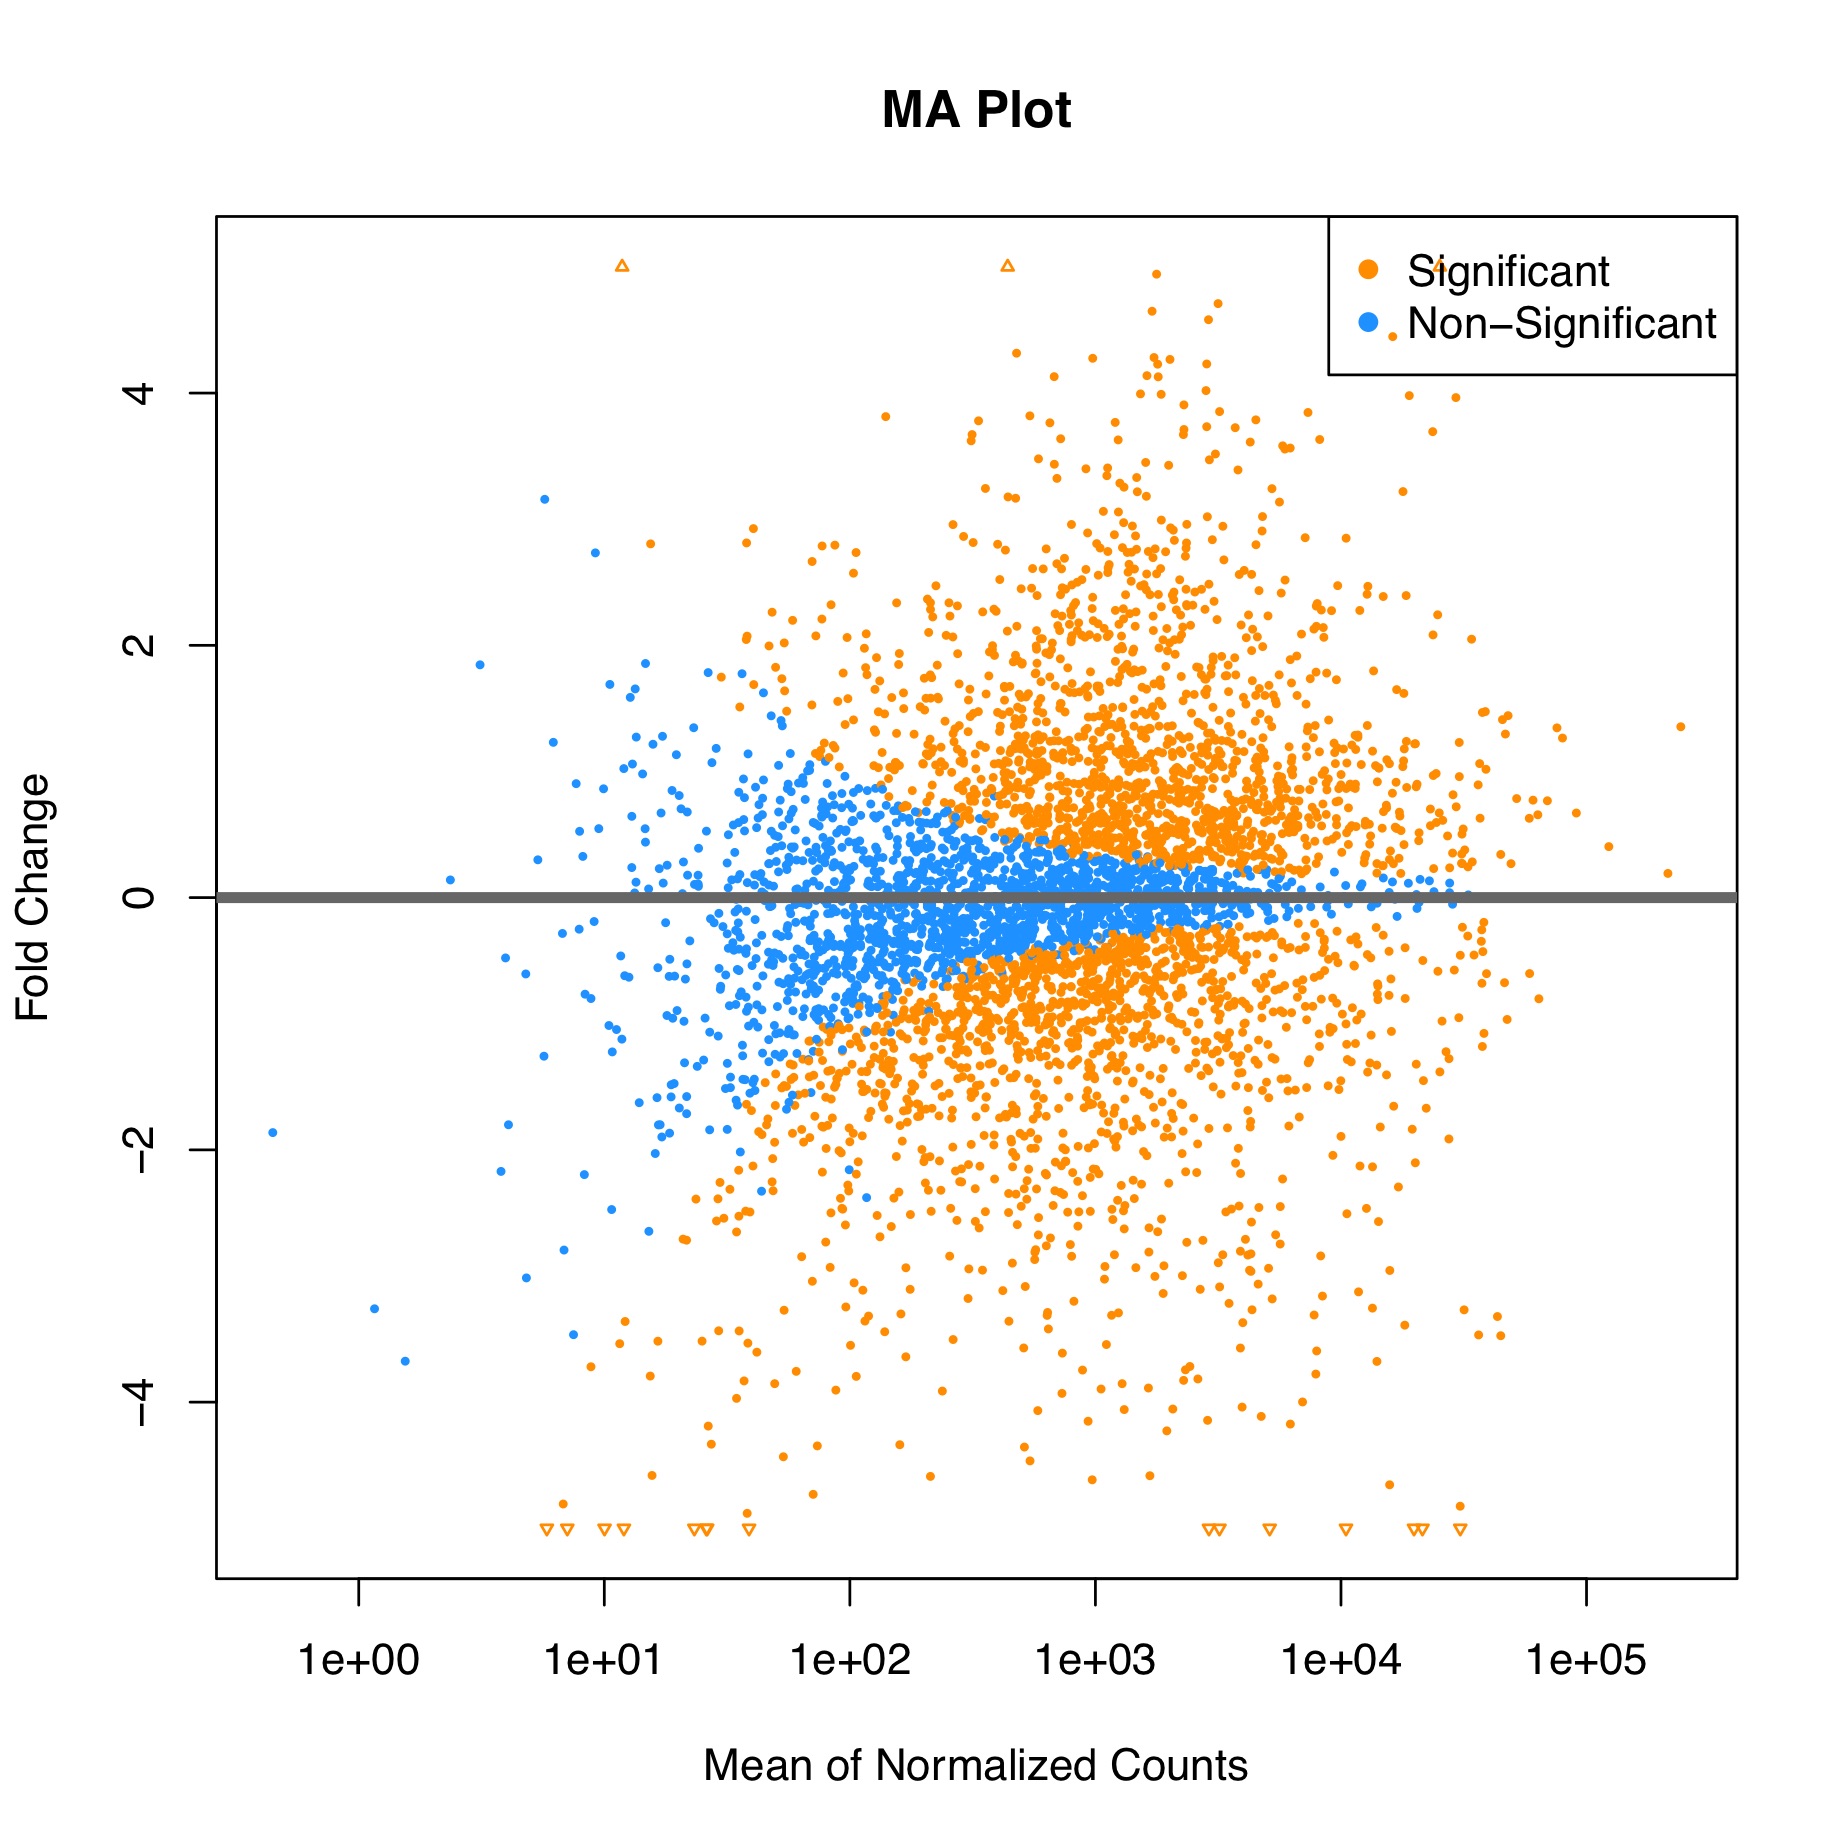 MA Plot
Significant
Non−Significant
4
2
0
−2
−4
Fold Change
1e+00 1e+01 1e+02 1e+03 1e+04 1e+05
Mean of Normalized Counts